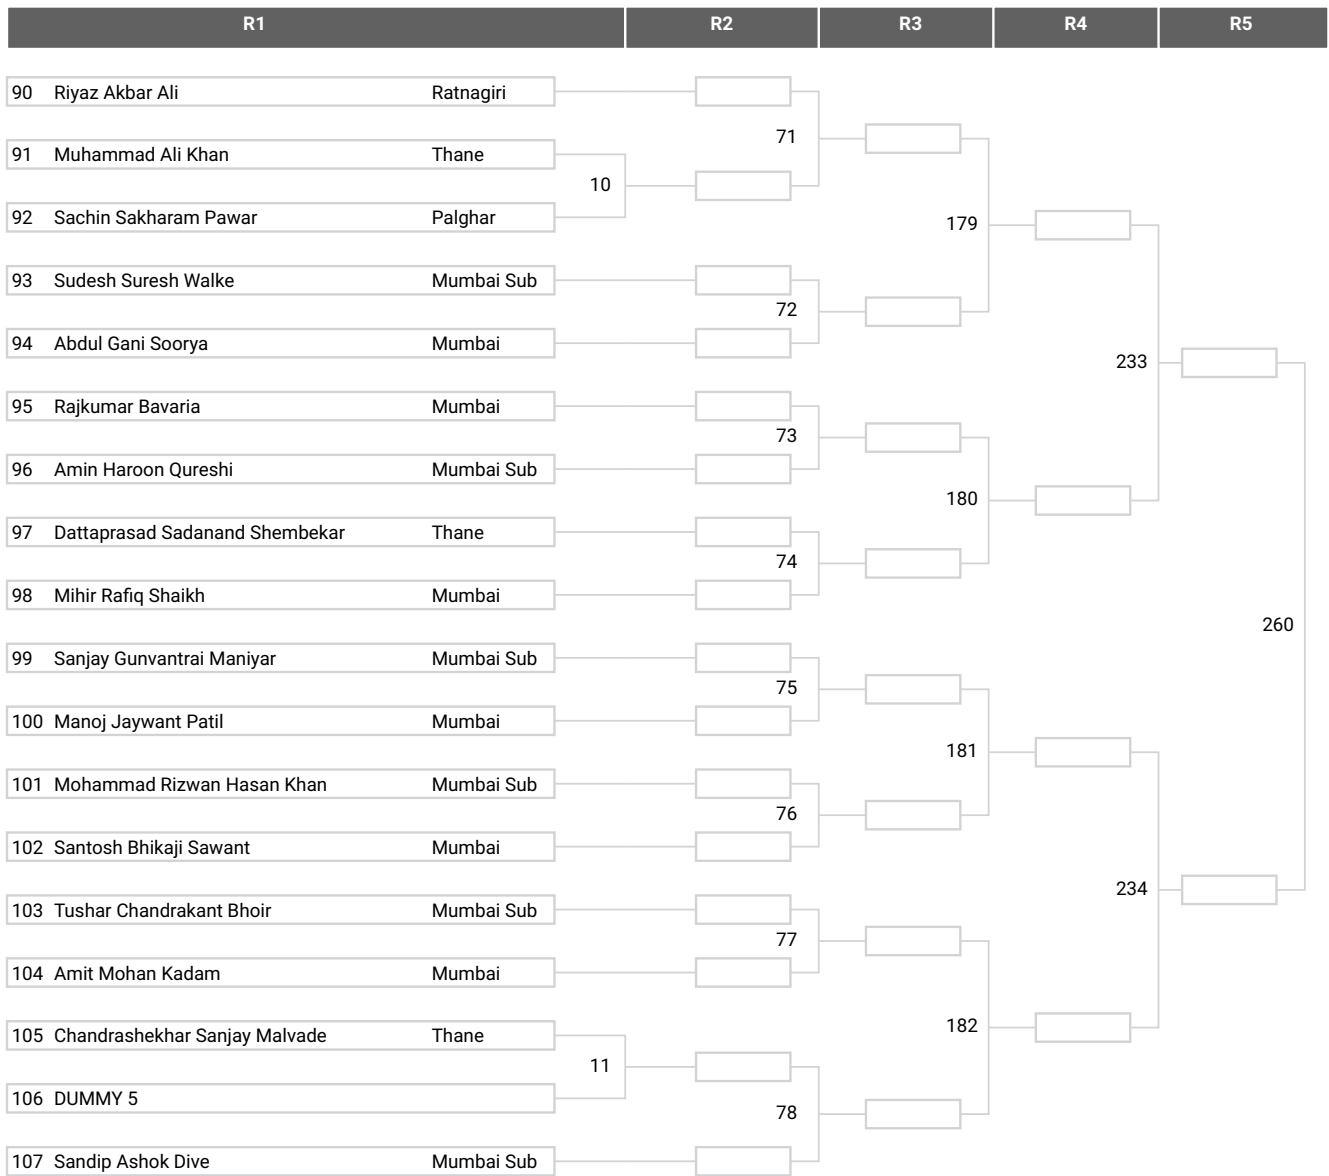 R1 R2 R3 R4 R5
90 Riyaz Akbar Ali Ratnagiri
71
91 Muhammad Ali Khan Thane
10
92 Sachin Sakharam Pawar Palghar
179
93 Sudesh Suresh Walke Mumbai Sub
72
94 Abdul Gani Soorya Mumbai
233
95 Rajkumar Bavaria Mumbai
73
96 Amin Haroon Qureshi Mumbai Sub
180
97 Dattaprasad Sadanand Shembekar Thane
74
98 Mihir Rafiq Shaikh Mumbai
260
99 Sanjay Gunvantrai Maniyar Mumbai Sub
75
100 Manoj Jaywant Patil Mumbai
181
101 Mohammad Rizwan Hasan Khan Mumbai Sub
76
102 Santosh Bhikaji Sawant Mumbai
234
103 Tushar Chandrakant Bhoir Mumbai Sub
77
104 Amit Mohan Kadam Mumbai
182
105 Chandrashekhar Sanjay Malvade Thane
11
106 DUMMY 5
78
107 Sandip Ashok Dive Mumbai Sub